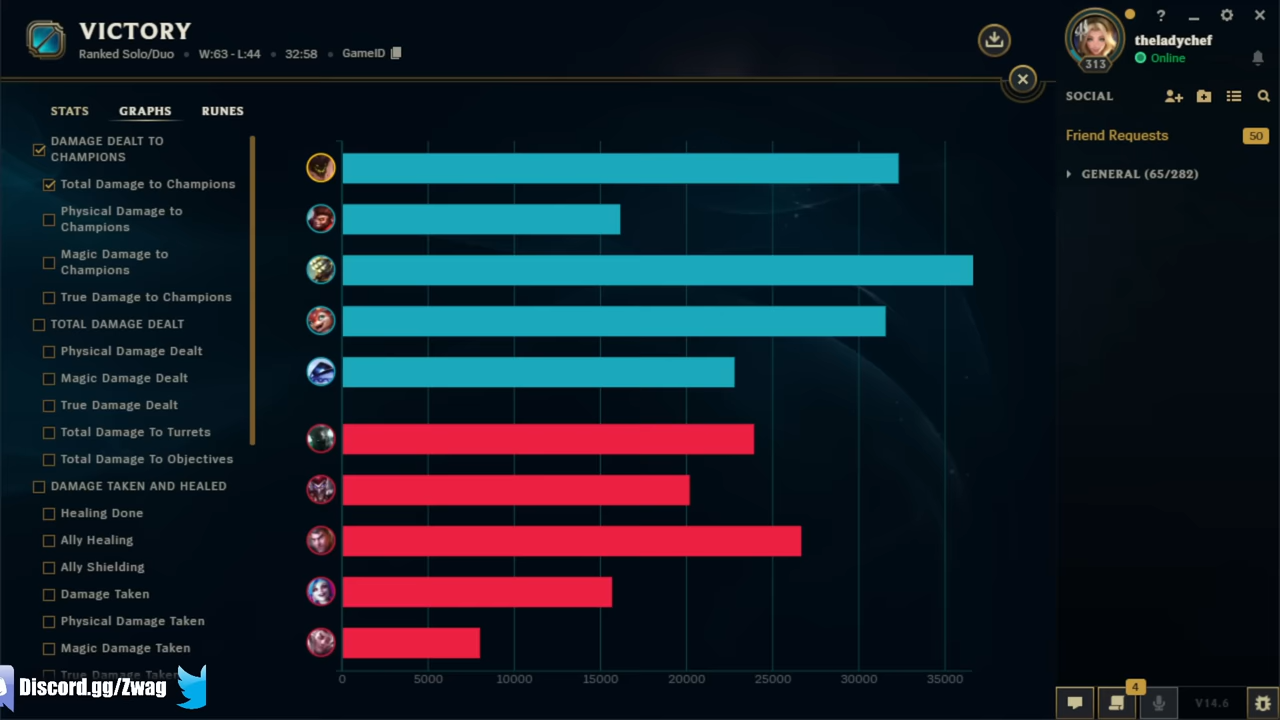 VICTORY
Ranked Solo/Duo • W:63 - L:44 • 32:58 GameID
?
theladychef
313
Online
STATS GRAPHS RUNES
SOCIAL
Friend Requests 50
GENERAL (65/282)
DAMAGE DEALT TO
CHAMPIONS
Total Damage to Champions
Physical Damage to
Champions
Magic Damage to
Champions
True Damage to Champions
TOTAL DAMAGE DEALT
Physical Damage Dealt
Magic Damage Dealt
True Damage Dealt
Total Damage To Turrets
Total Damage To Objectives
DAMAGE TAKEN AND HEALED
Healing Done
Ally Healing
Ally Shielding
Damage Taken
Physical Damage Taken
Magic Damage Taken
True Damage Taken
0 5000 10000 15000 20000 25000 30000 35000
Discord.gg/Zwag
4
V14.6